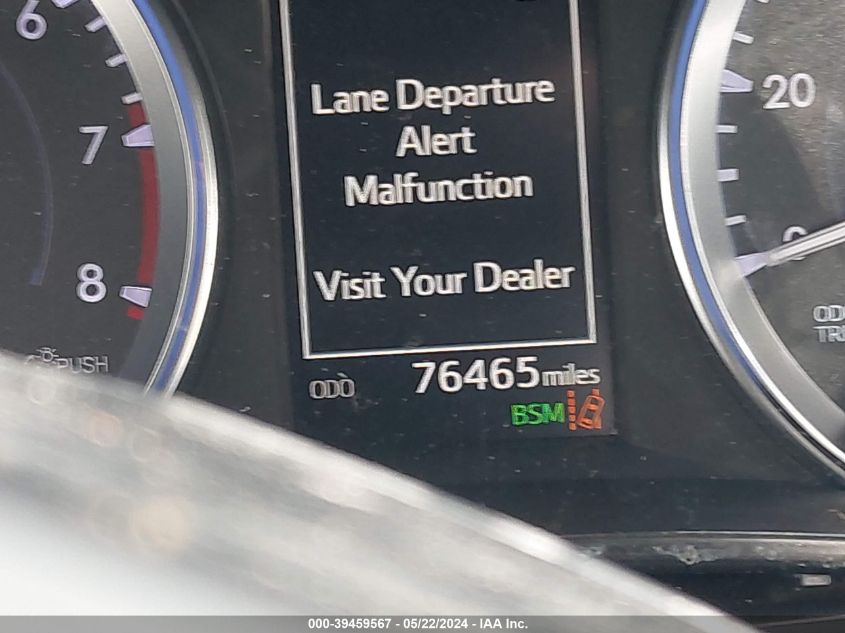 6
7
8
PUSH
Lane Departure
Alert
Malfunction
Visit Your Dealer
ODO 76465 miles
BSM
20
0
000-39459567 - 05/22/2024 - IAA Inc.